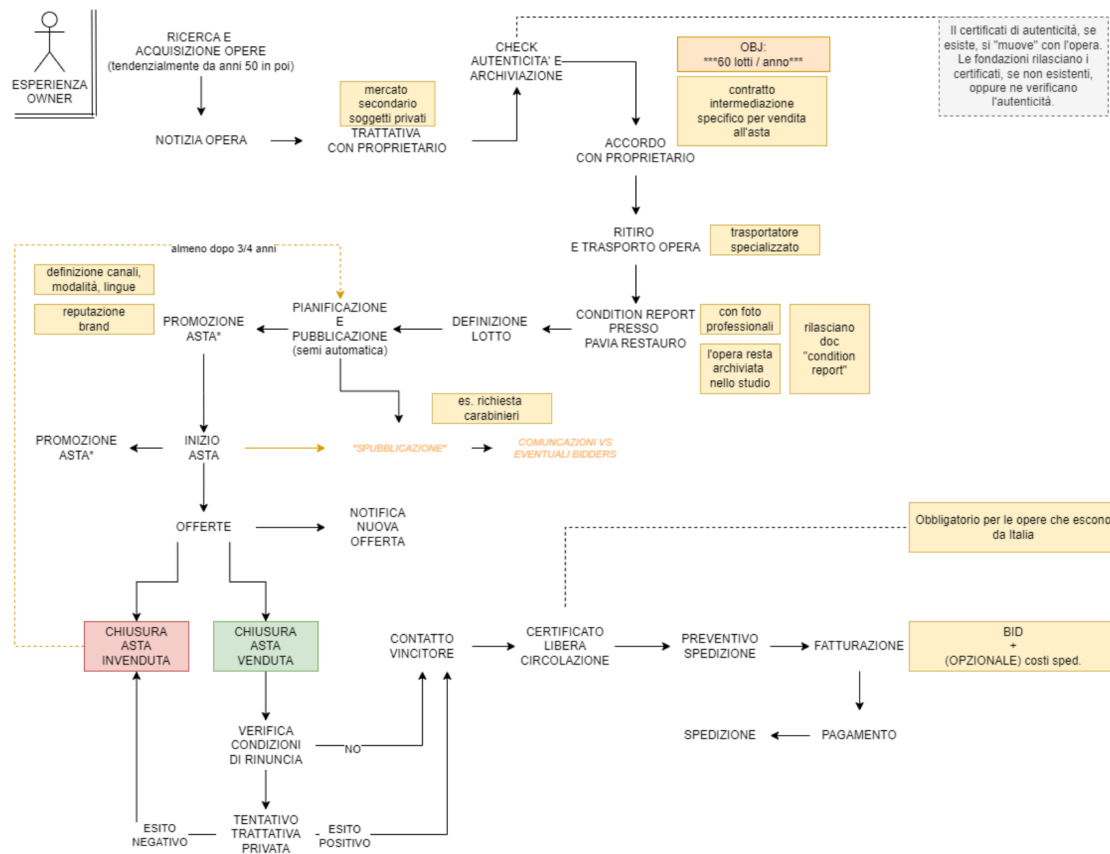 ESPERIENZA
OWNER
RICERCA E
ACQUISIZIONE OPERE
(tendenzialmente da anni 50 in poi)
NOTIZIA OPERA
mercato
secondario
soggetti privati
TRATTATIVA
CON PROPRIETARIO
CHECK
AUTENTICITA' E
ARCHIVIAZIONE
OBJ:
***60 lotti / anno***
contratto
intermediazione
specifico per vendita
all'asta
Il certificati di autenticità, se
esiste, si "muove" con l'opera.
Le fondazioni rilasciano i
certificati, se non esistenti,
oppure ne verificano
l'autenticità.
ACCORDO
CON PROPRIETARIO
RITIRO
E TRASPORTO OPERA
trasportatore
specializzato
almeno dopo 3/4 anni
definizione canali,
modalità, lingue
reputazione
brand
PROMOZIONE
ASTA*
PIANIFICAZIONE
E
PUBBLICAZIONE
(semi automatica)
DEFINIZIONE
LOTTO
CONDITION REPORT
PRESSO
PAVIA RESTAURO
con foto
professionali
l'opera resta
archiviata
nello studio
rilasciano
doc
"condition
report"
es. richiesta
carabinieri
PROMOZIONE
ASTA*
INIZIO
ASTA
"SPUBBLICAZIONE"
COMUNCAZIONI VS
EVENTUALI BIDDERS
OFFERTE
NOTIFICA
NUOVA
OFFERTA
Obbligatorio per le opere che escono
da Italia
CHIUSURA
ASTA
INVENDUTA
CHIUSURA
ASTA
VENDUTA
CONTATTO
VINCITORE
CERTIFICATO
LIBERA
CIRCOLAZIONE
PREVENTIVO
SPEDIZIONE
FATTURAZIONE
BID
+
(OPZIONALE) costi sped.
VERIFICA
CONDIZIONI
DI RINUNCIA
NO
SPEDIZIONE
PAGAMENTO
ESITO
NEGATIVO
TENTATIVO
TRATTATIVA
PRIVATA
ESITO
POSITIVO